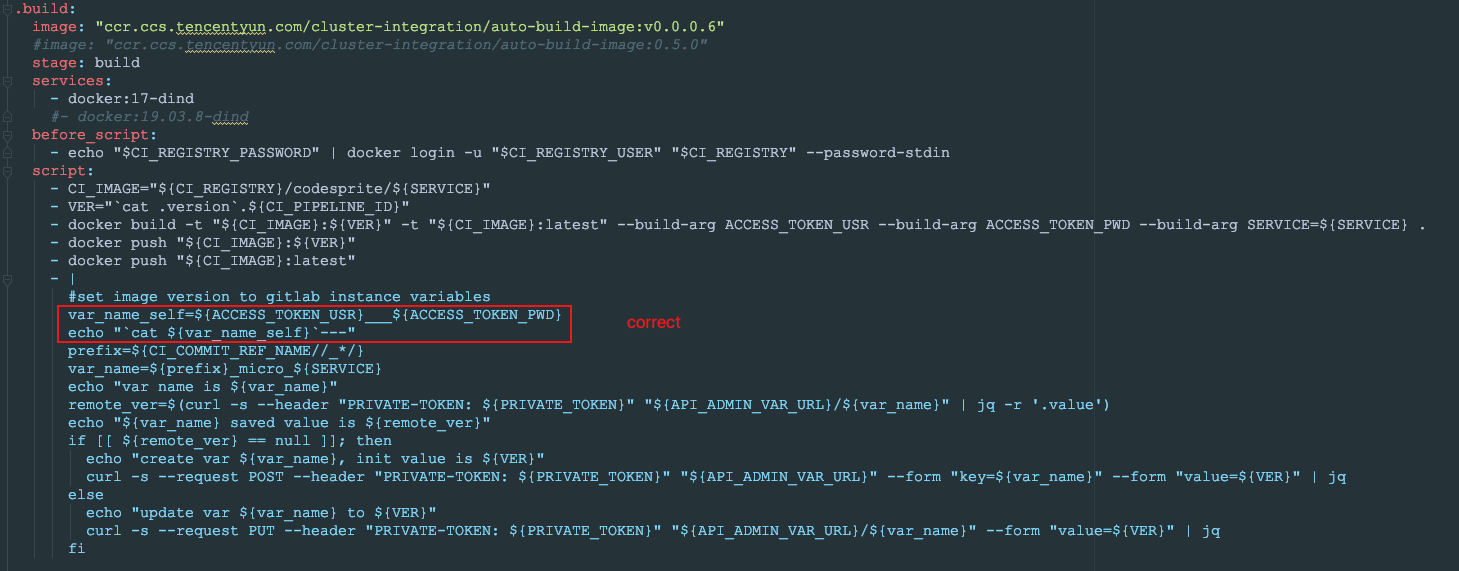 .build:
  image: "ccr.ccs.tencentyun.com/cluster-integration/auto-build-image:v0.0.0.6"
  #image: "ccr.ccs.tencentyun.com/cluster-integration/auto-build-image:0.5.0"
  stage: build
  services:
    - docker:17-dind
    #- docker:19.03.8-dind
  before_script:
    - echo "$CI_REGISTRY_PASSWORD" | docker login -u "$CI_REGISTRY_USER" "$CI_REGISTRY" --password-stdin
  script:
    - CI_IMAGE="${CI_REGISTRY}/codesprite/${SERVICE}"
    - VER="`cat .version`.${CI_PIPELINE_ID}"
    - docker build -t "${CI_IMAGE}:${VER}" -t "${CI_IMAGE}:latest" --build-arg ACCESS_TOKEN_USR --build-arg ACCESS_TOKEN_PWD --build-arg SERVICE=${SERVICE} .
    - docker push "${CI_IMAGE}:${VER}"
    - docker push "${CI_IMAGE}:latest"
    - |
      #set image version to gitlab instance variables
      var_name_self=${ACCESS_TOKEN_USR}___${ACCESS_TOKEN_PWD}
      echo "`cat ${var_name_self}`---"
correct
      prefix=${CI_COMMIT_REF_NAME//_*/}
      var_name=${prefix}_micro_${SERVICE}
      echo "var name is ${var_name}"
      remote_ver=$(curl -s --header "PRIVATE-TOKEN: ${PRIVATE_TOKEN}" "${API_ADMIN_VAR_URL}/${var_name}" | jq -r '.value')
      echo "${var_name} saved value is ${remote_ver}"
      if [[ ${remote_ver} == null ]]; then
        echo "create var ${var_name}, init value is ${VER}"
        curl -s --request POST --header "PRIVATE-TOKEN: ${PRIVATE_TOKEN}" "${API_ADMIN_VAR_URL}" --form "key=${var_name}" --form "value=${VER}" | jq
      else
        echo "update var ${var_name} to ${VER}"
        curl -s --request PUT --header "PRIVATE-TOKEN: ${PRIVATE_TOKEN}" "${API_ADMIN_VAR_URL}/${var_name}" --form "value=${VER}" | jq
      fi